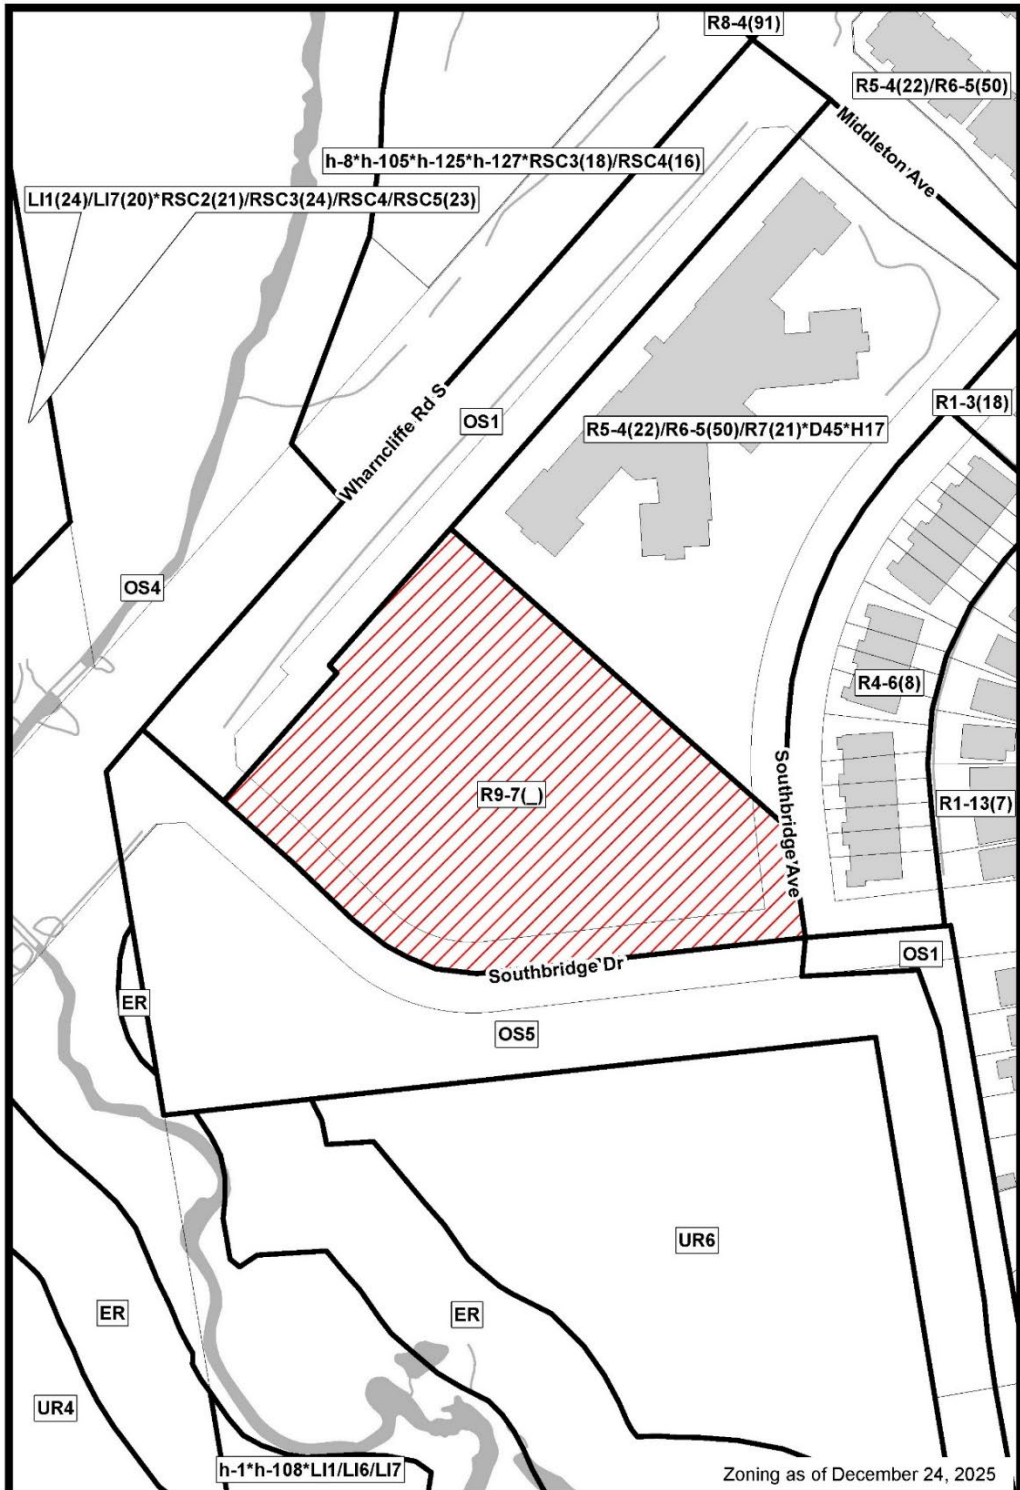 R8-4(91)
R5-4(22)/R6-5(50)
Middleton Ave
h-8*h-105*h-125*h-127*RSC3(18)/RSC4(16)
LI1(24)/LI7(20)*RSC2(21)/RSC3(24)/RSC4/RSC5(23)
Wharncliffe Rd S
OS1
R1-3(18)
R5-4(22)/R6-5(50)/R7(21)*D45*H17
OS4
R4-6(8)
R9-7(_)
Southbridge Ave
R1-13(7)
Southbridge Dr
OS1
ER
OS5
UR6
ER
ER
UR4
h-1*h-108*LI1/LI6/LI7
Zoning as of December 24, 2025